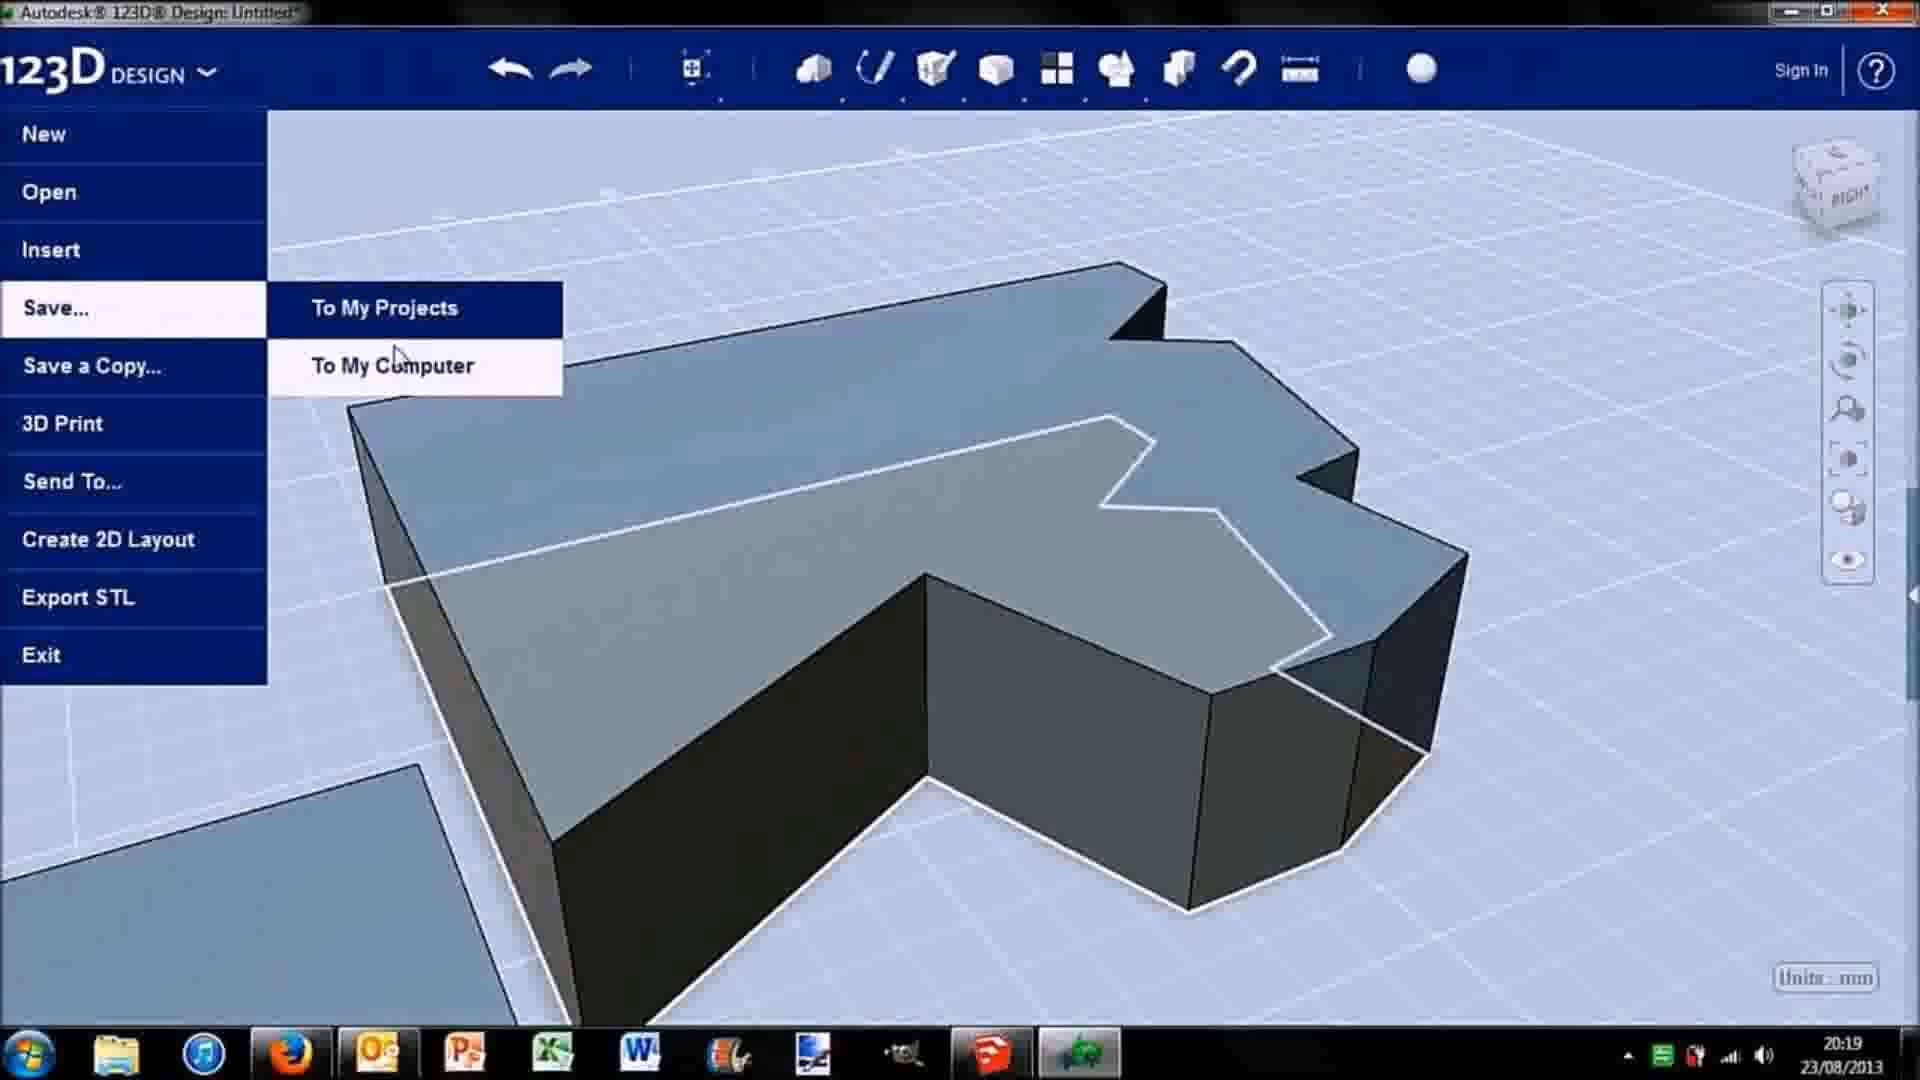 Autodesk® 123D® Design: Untitled*
123D DESIGN
Sign In
?
New
Open
Insert
Save...
To My Projects
Save a Copy...
To My Computer
3D Print
Send To...
Create 2D Layout
Export STL
Exit
RIGHT
Units : mm
20:19
23/08/2013